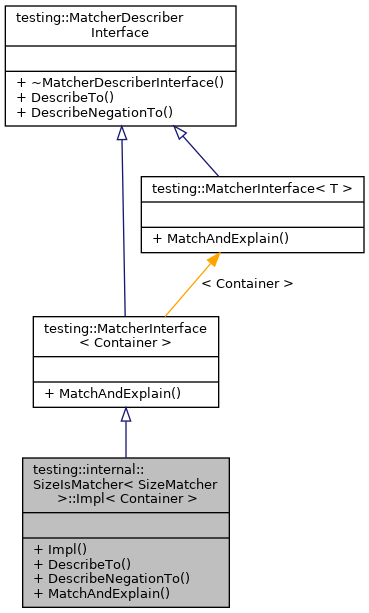 testing::MatcherDescriber
Interface
+ ~MatcherDescriberInterface()
+ DescribeTo()
+ DescribeNegationTo()
testing::MatcherInterface< T >
+ MatchAndExplain()
< Container >
testing::MatcherInterface
< Container >
+ MatchAndExplain()
testing::internal::
SizeIsMatcher< SizeMatcher
>::Impl< Container >
+ Impl()
+ DescribeTo()
+ DescribeNegationTo()
+ MatchAndExplain()